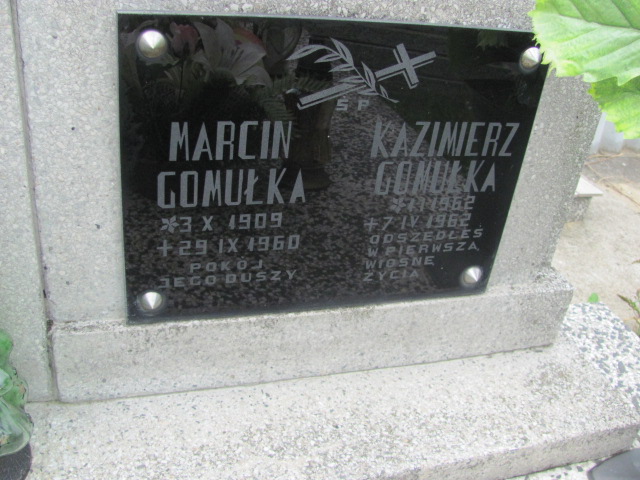 S P
MARCIN
GOMUŁKA
*3 X 1909
+29 IX 1960
POKÓJ
JEGO DUSZY
KAZIMIERZ
GOMUŁKA
1962
+7 IV 1962
ODSZEDŁEŚ
W PIERWSZĄ
WIOSNĘ
ŻYCIA